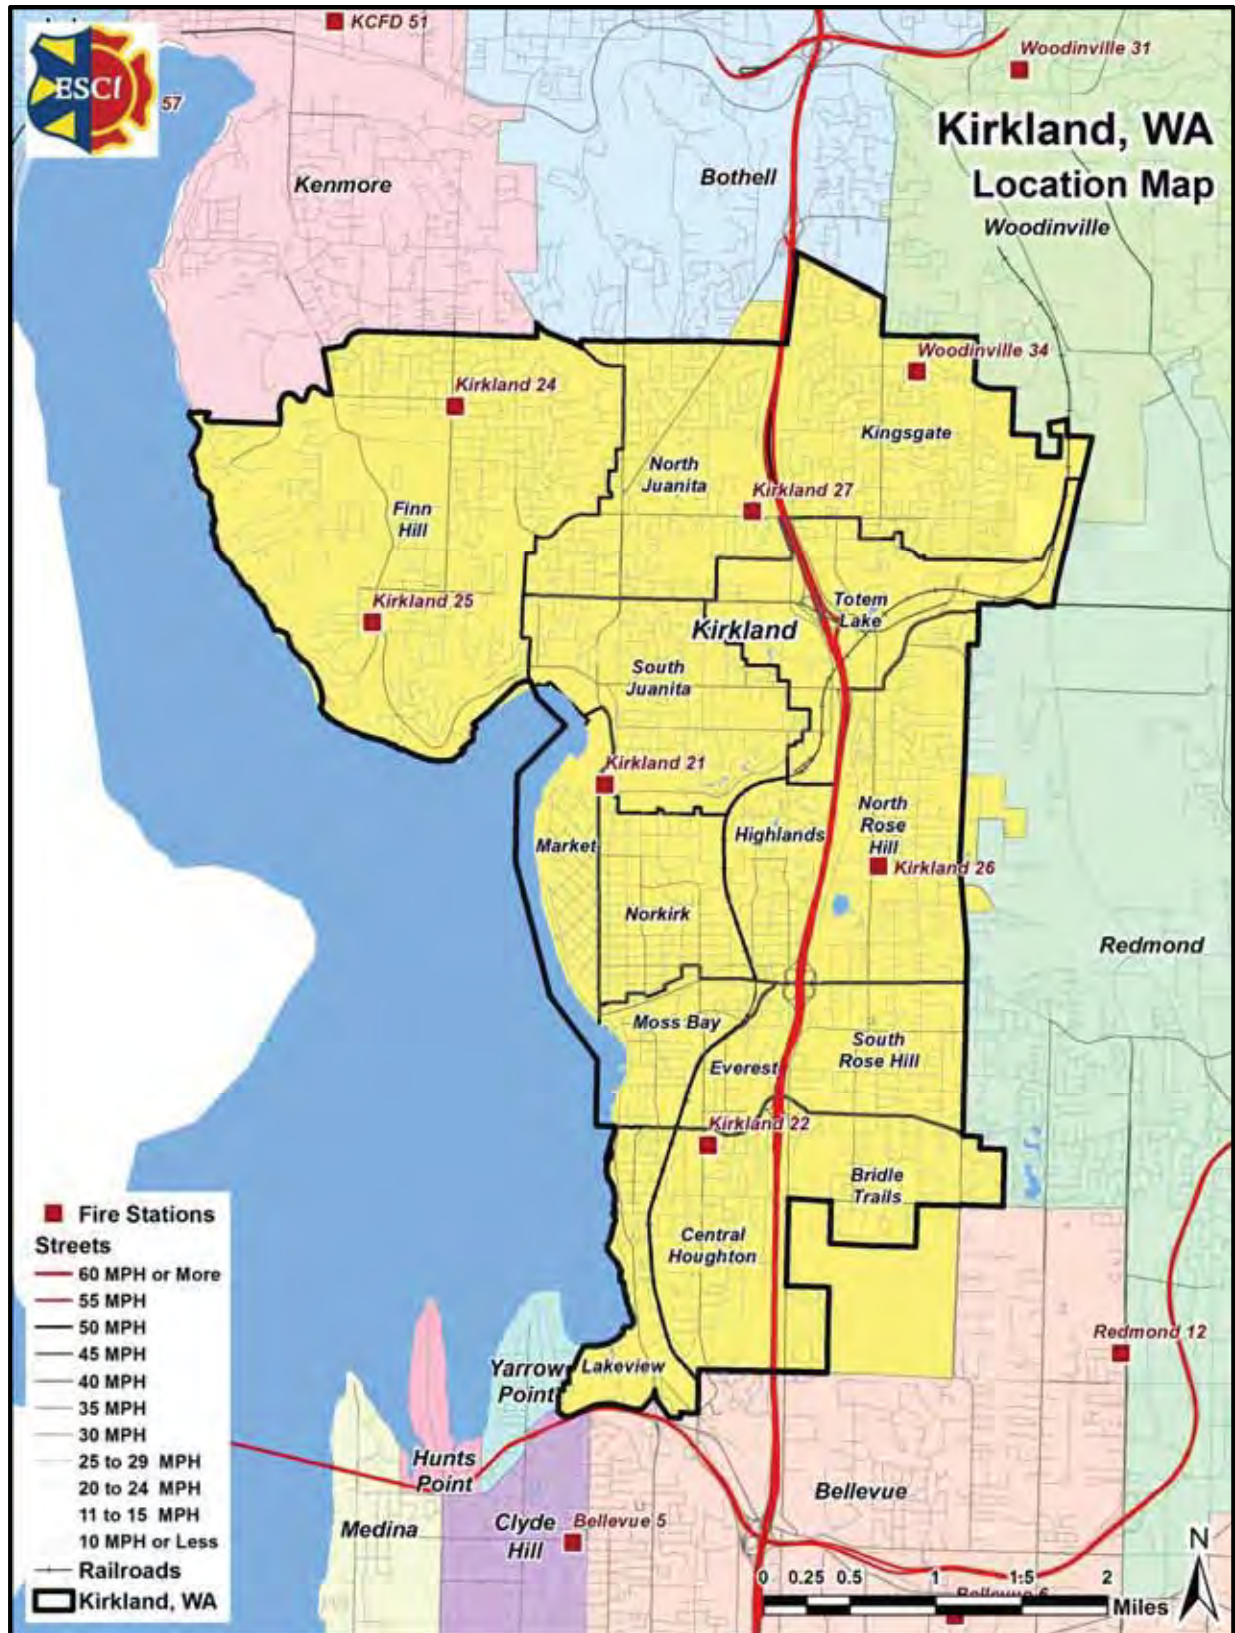 KCFD 51
Woodinville 31
ESCI
57
Kirkland, WA
Location Map
Kenmore
Bothell
Woodinville
Woodinville 34
Kirkland 24
Kingsgate
North
Juanita
Kirkland 27
Finn
Hill
Kirkland 25
Totem
Lake
Kirkland
South
Juanita
Kirkland 21
North
Rose
Hill
Market
Highlands
Kirkland 26
Norkirk
Redmond
Moss Bay
South
Rose Hill
Everest
Kirkland 22
Bridle
Trails
Central
Houghton
Fire Stations
Streets
60 MPH or More
55 MPH
50 MPH
45 MPH
40 MPH
35 MPH
30 MPH
25 to 29 MPH
20 to 24 MPH
11 to 15 MPH
10 MPH or Less
Railroads
Kirkland, WA
Redmond 12
Yarrow
Point
Lakeview
Hunts
Point
Bellevue
Medina
Clyde
Hill
Bellevue 5
N
0 0.25 0.5 1 1.5 2
Miles
Bellevue 6